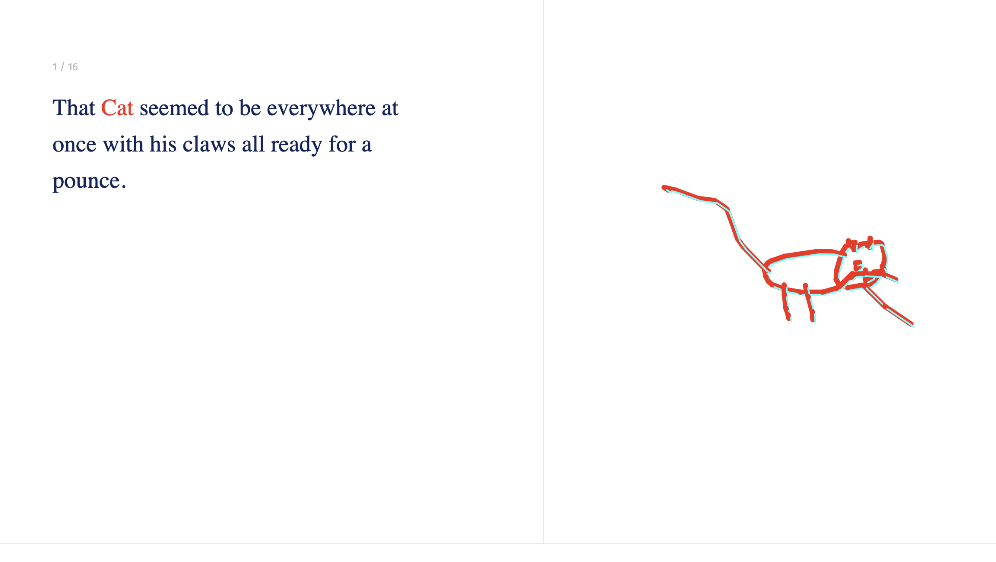 1 / 16
That Cat seemed to be everywhere at
once with his claws all ready for a
pounce.